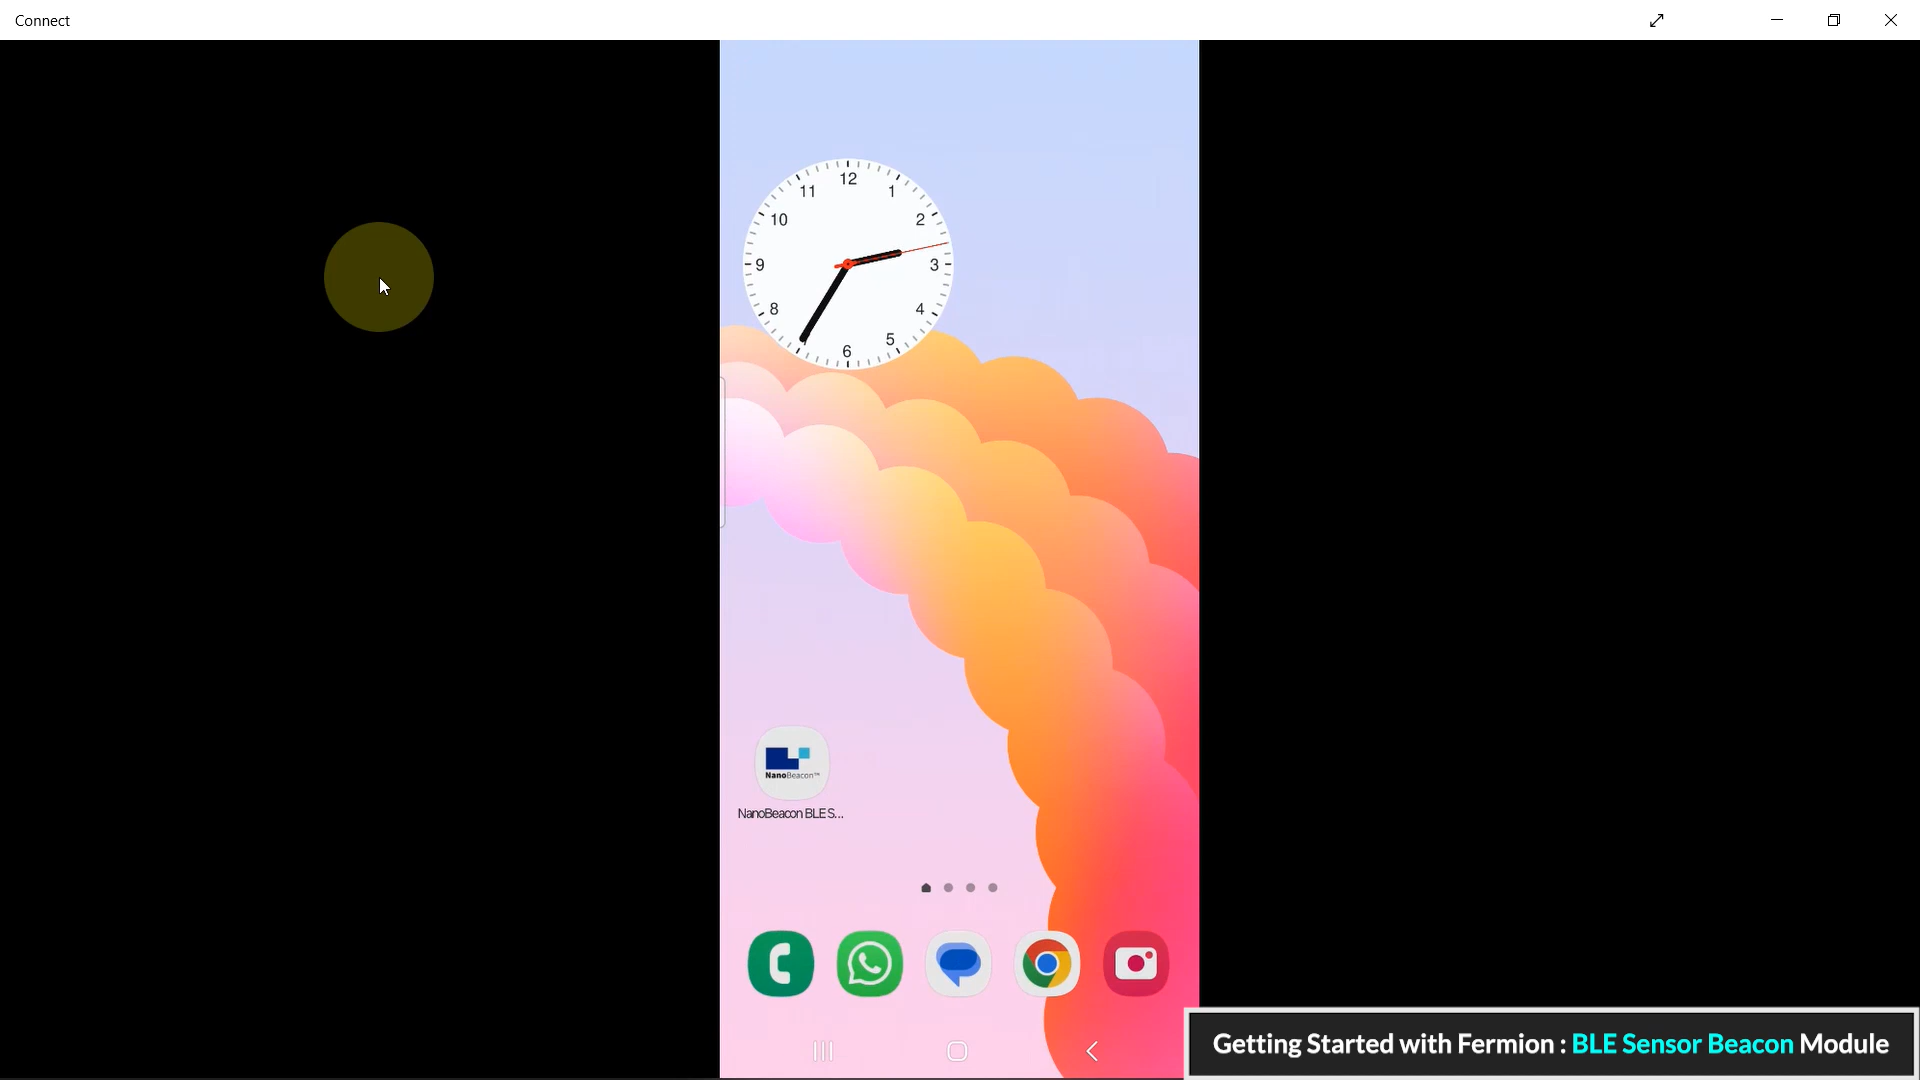 Connect
12
11
1
10
2
9
3
8
4
5
6
NanoBeacon™
NanoBeacon BLE S...
Getting Started with Fermion : BLE Sensor Beacon Module